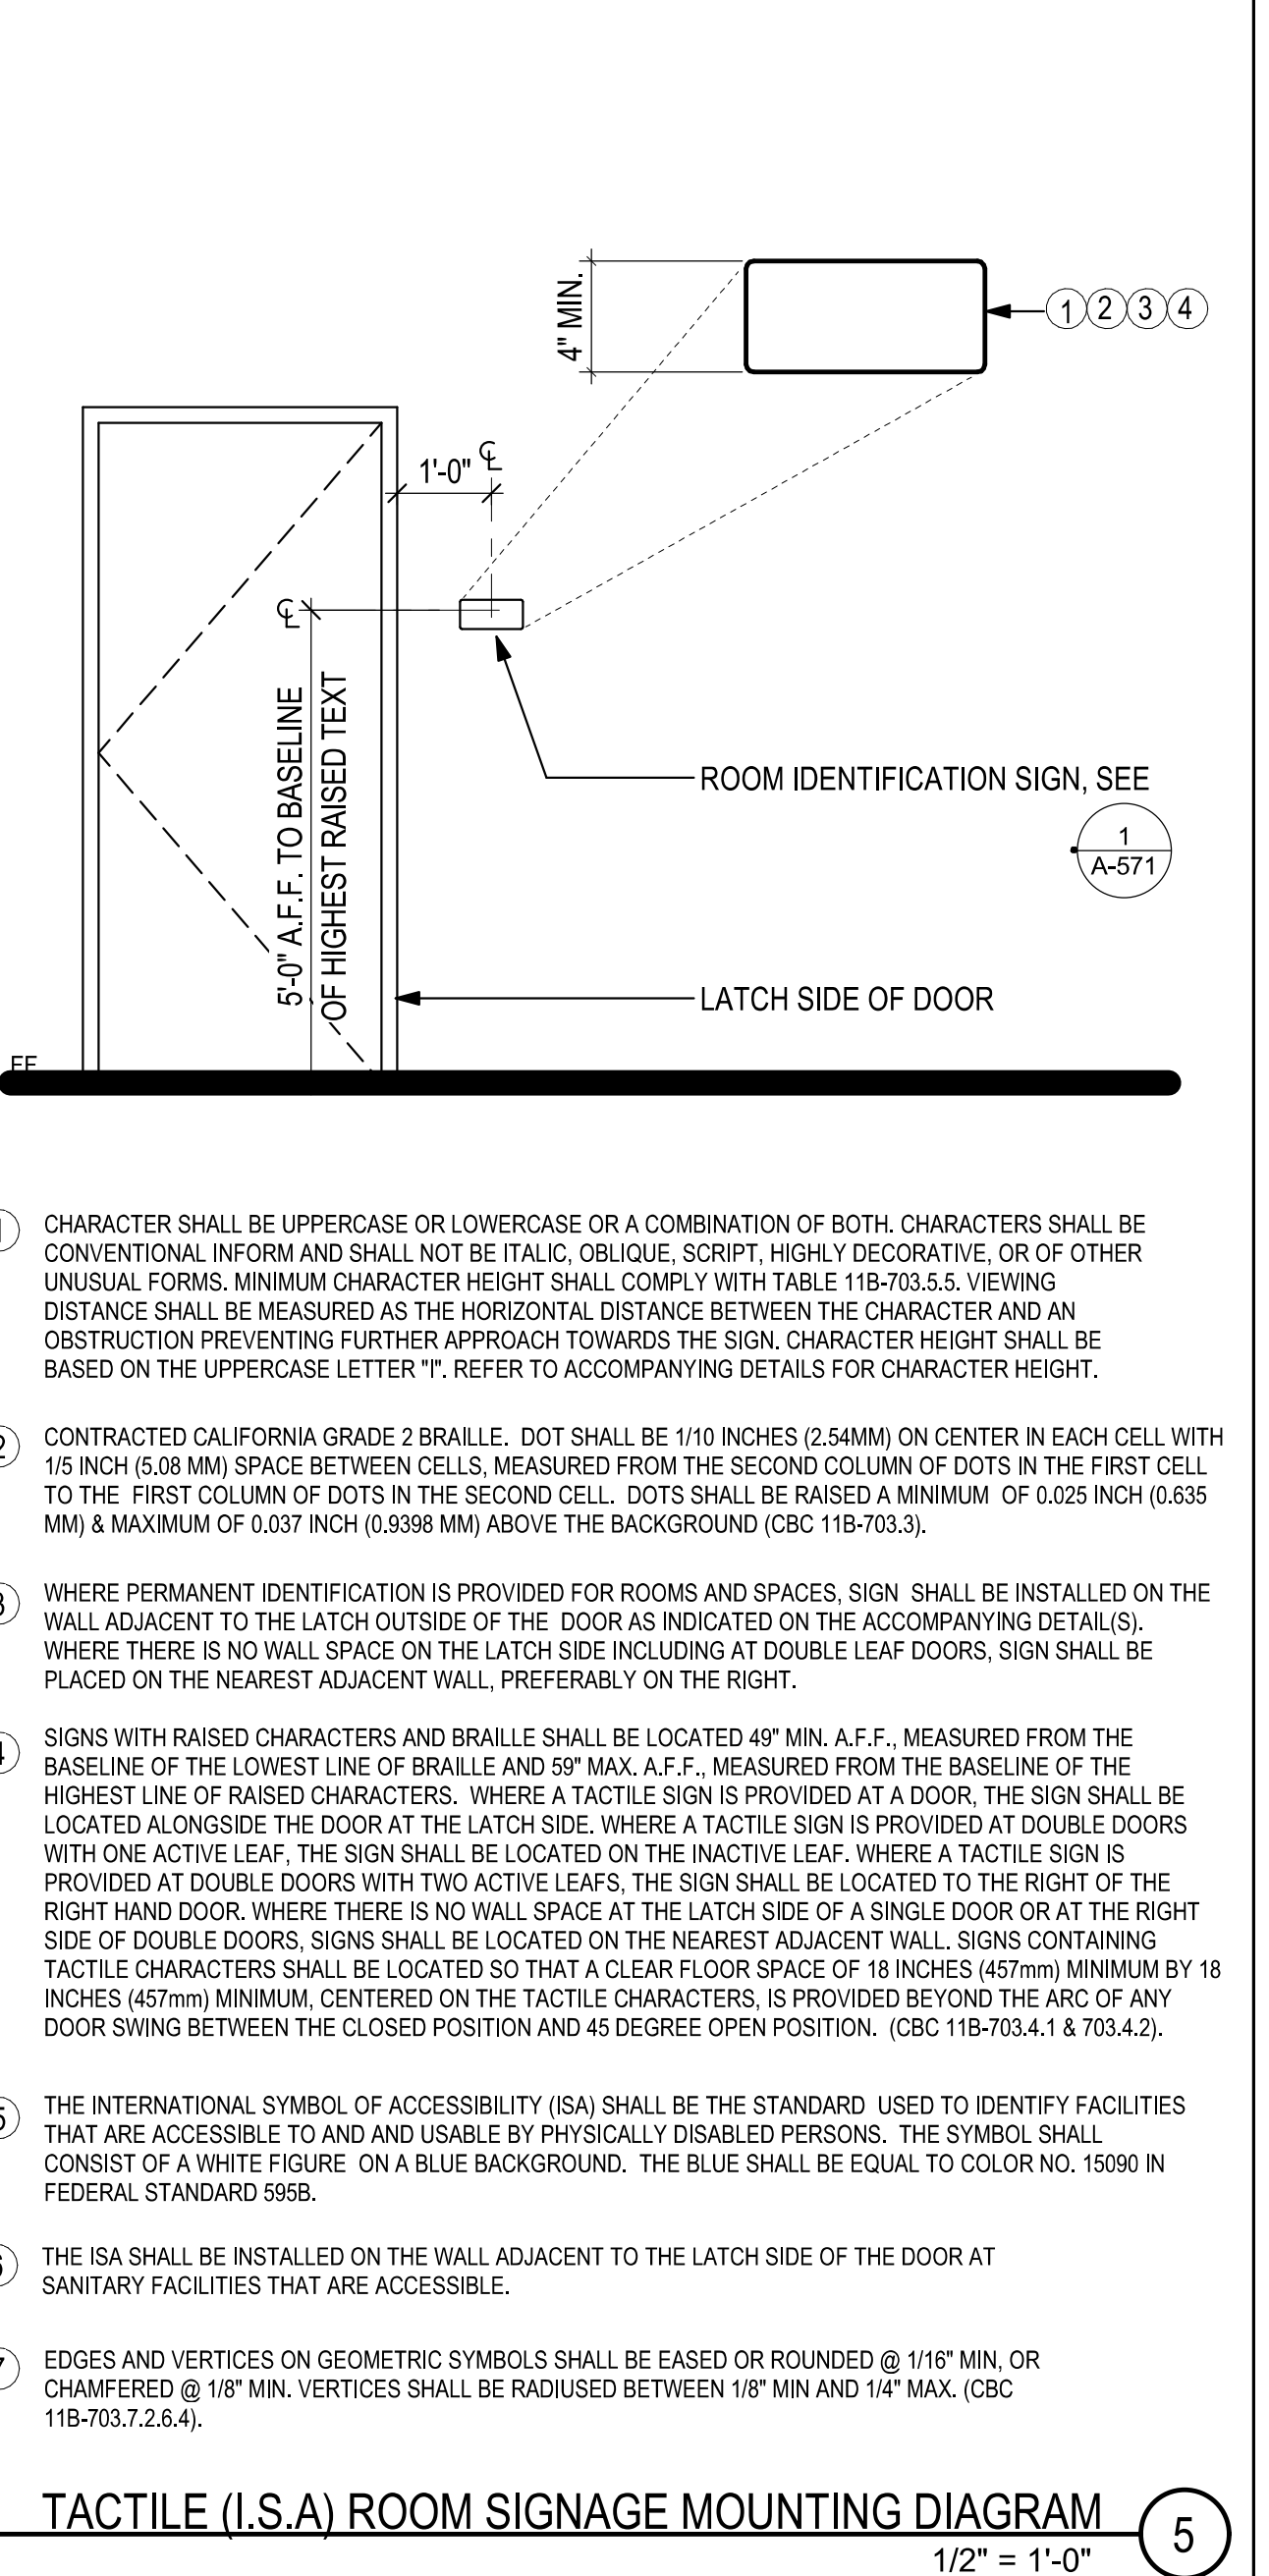 4" MIN.
1 2 3 4
1'-0" ℄
℄
5'-0" A.F.F. TO BASELINE
OF HIGHEST RAISED TEXT
ROOM IDENTIFICATION SIGN, SEE
1
A-571
LATCH SIDE OF DOOR
1 CHARACTER SHALL BE UPPERCASE OR LOWERCASE OR A COMBINATION OF BOTH. CHARACTERS SHALL BE
CONVENTIONAL INFORM AND SHALL NOT BE ITALIC, OBLIQUE, SCRIPT, HIGHLY DECORATIVE, OR OF OTHER
UNUSUAL FORMS. MINIMUM CHARACTER HEIGHT SHALL COMPLY WITH TABLE 11B-703.5.5. VIEWING
DISTANCE SHALL BE MEASURED AS THE HORIZONTAL DISTANCE BETWEEN THE CHARACTER AND AN
OBSTRUCTION PREVENTING FURTHER APPROACH TOWARDS THE SIGN. CHARACTER HEIGHT SHALL BE
BASED ON THE UPPERCASE LETTER "I". REFER TO ACCOMPANYING DETAILS FOR CHARACTER HEIGHT.
2 CONTRACTED CALIFORNIA GRADE 2 BRAILLE. DOT SHALL BE 1/10 INCHES (2.54MM) ON CENTER IN EACH CELL WITH
1/5 INCH (5.08 MM) SPACE BETWEEN CELLS, MEASURED FROM THE SECOND COLUMN OF DOTS IN THE FIRST CELL
TO THE FIRST COLUMN OF DOTS IN THE SECOND CELL. DOTS SHALL BE RAISED A MINIMUM OF 0.025 INCH (0.635
MM) & MAXIMUM OF 0.037 INCH (0.9398 MM) ABOVE THE BACKGROUND (CBC 11B-703.3).
3 WHERE PERMANENT IDENTIFICATION IS PROVIDED FOR ROOMS AND SPACES, SIGN SHALL BE INSTALLED ON THE
WALL ADJACENT TO THE LATCH OUTSIDE OF THE DOOR AS INDICATED ON THE ACCOMPANYING DETAIL(S).
WHERE THERE IS NO WALL SPACE ON THE LATCH SIDE INCLUDING AT DOUBLE LEAF DOORS, SIGN SHALL BE
PLACED ON THE NEAREST ADJACENT WALL, PREFERABLY ON THE RIGHT.
4 SIGNS WITH RAISED CHARACTERS AND BRAILLE SHALL BE LOCATED 49" MIN. A.F.F., MEASURED FROM THE
BASELINE OF THE LOWEST LINE OF BRAILLE AND 59" MAX. A.F.F., MEASURED FROM THE BASELINE OF THE
HIGHEST LINE OF RAISED CHARACTERS. WHERE A TACTILE SIGN IS PROVIDED AT A DOOR, THE SIGN SHALL BE
LOCATED ALONGSIDE THE DOOR AT THE LATCH SIDE. WHERE A TACTILE SIGN IS PROVIDED AT DOUBLE DOORS
WITH ONE ACTIVE LEAF, THE SIGN SHALL BE LOCATED ON THE INACTIVE LEAF. WHERE A TACTILE SIGN IS
PROVIDED AT DOUBLE DOORS WITH TWO ACTIVE LEAFS, THE SIGN SHALL BE LOCATED TO THE RIGHT OF THE
RIGHT HAND DOOR. WHERE THERE IS NO WALL SPACE AT THE LATCH SIDE OF A SINGLE DOOR OR AT THE RIGHT
SIDE OF DOUBLE DOORS, SIGNS SHALL BE LOCATED ON THE NEAREST ADJACENT WALL. SIGNS CONTAINING
TACTILE CHARACTERS SHALL BE LOCATED SO THAT A CLEAR FLOOR SPACE OF 18 INCHES (457mm) MINIMUM BY 18
INCHES (457mm) MINIMUM, CENTERED ON THE TACTILE CHARACTERS, IS PROVIDED BEYOND THE ARC OF ANY
DOOR SWING BETWEEN THE CLOSED POSITION AND 45 DEGREE OPEN POSITION. (CBC 11B-703.4.1 & 703.4.2).
5 THE INTERNATIONAL SYMBOL OF ACCESSIBILITY (ISA) SHALL BE THE STANDARD USED TO IDENTIFY FACILITIES
THAT ARE ACCESSIBLE TO AND AND USABLE BY PHYSICALLY DISABLED PERSONS. THE SYMBOL SHALL
CONSIST OF A WHITE FIGURE ON A BLUE BACKGROUND. THE BLUE SHALL BE EQUAL TO COLOR NO. 15090 IN
FEDERAL STANDARD 595B.
6 THE ISA SHALL BE INSTALLED ON THE WALL ADJACENT TO THE LATCH SIDE OF THE DOOR AT
SANITARY FACILITIES THAT ARE ACCESSIBLE.
7 EDGES AND VERTICES ON GEOMETRIC SYMBOLS SHALL BE EASED OR ROUNDED @ 1/16" MIN, OR
CHAMFERED @ 1/8" MIN. VERTICES SHALL BE RADIUSED BETWEEN 1/8" MIN AND 1/4" MAX. (CBC
11B-703.7.2.6.4).
TACTILE (I.S.A) ROOM SIGNAGE MOUNTING DIAGRAM
5
1/2" = 1'-0"